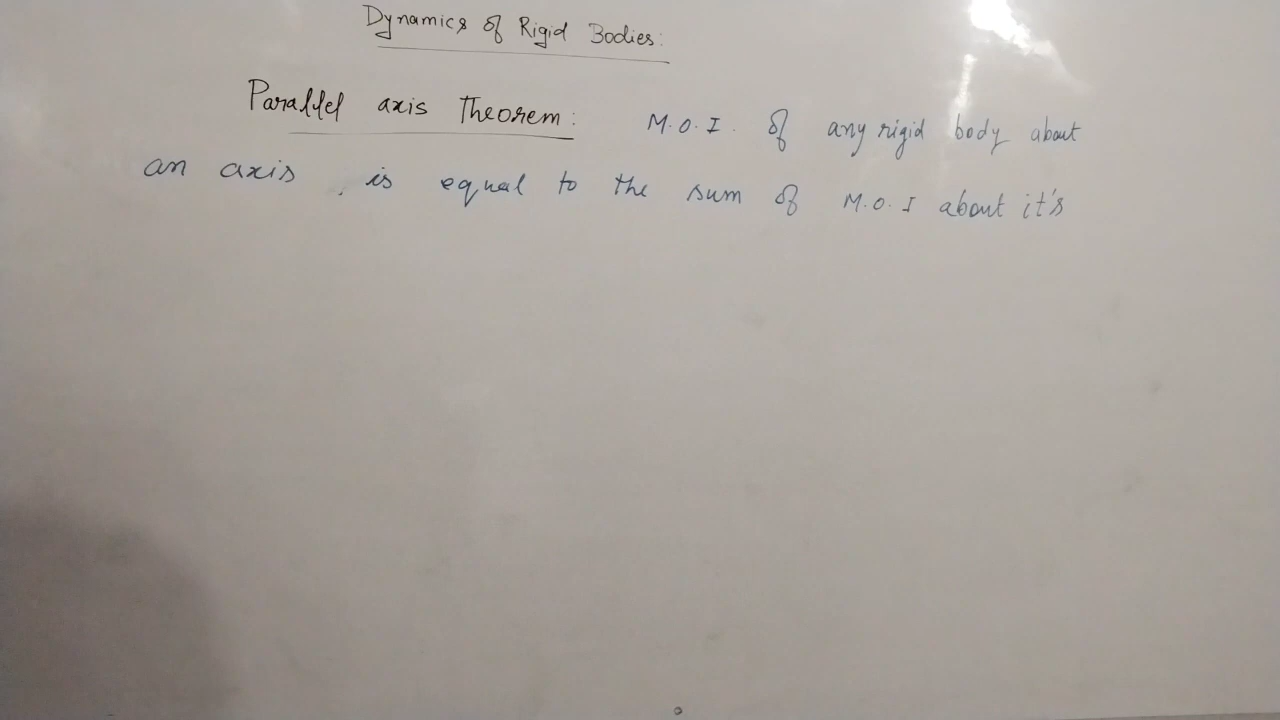 Dynamics of Rigid Bodies:
Parallel axis Theorem: M.O.I. of any rigid body about
an axis, is equal to the sum of M.O.I about it's